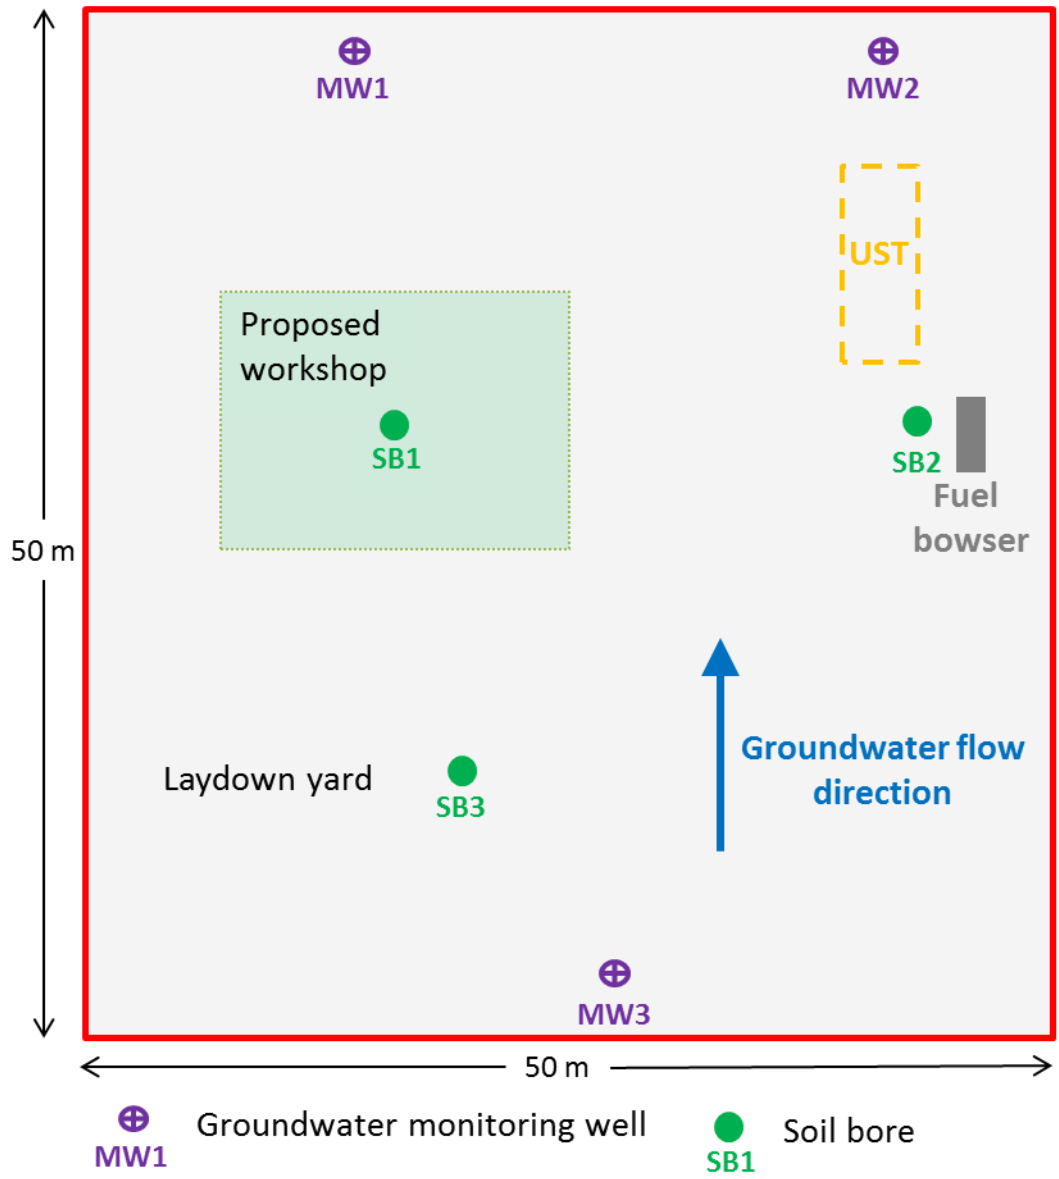 MW1
MW2
UST
Proposed
workshop
SB1
SB2
Fuel
bowser
50 m
Groundwater flow
direction
Laydown yard
SB3
MW3
50 m
Groundwater monitoring well
MW1
Soil bore
SB1